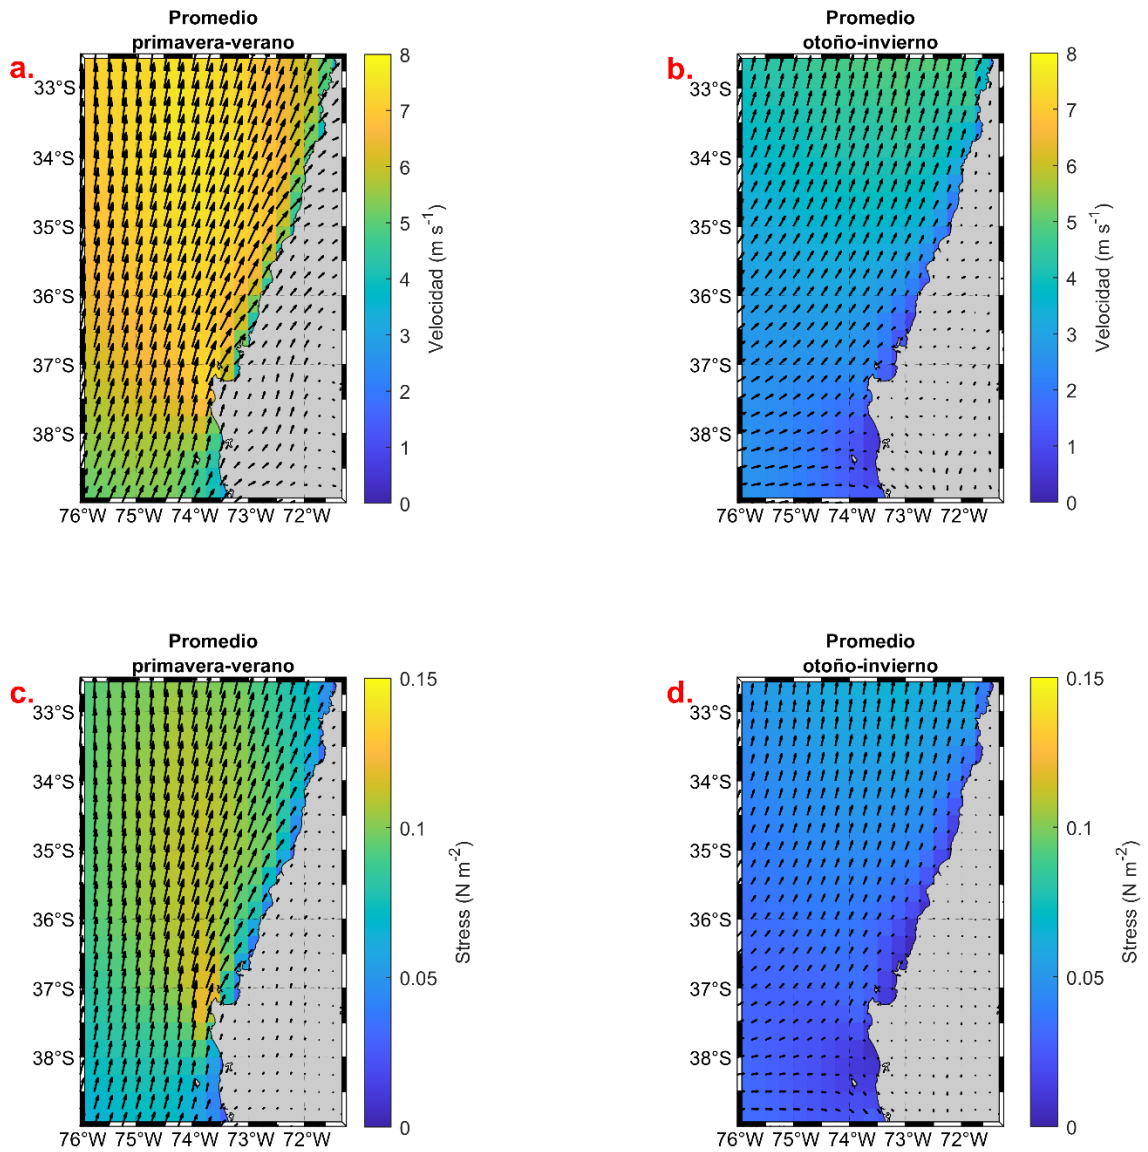 Promedio
primavera-verano
a.
33°S
34°S
35°S
36°S
37°S
38°S
76°W 75°W 74°W 73°W 72°W
8
7
6
5
4
3
2
1
0
Velocidad (m s-1)
Promedio
otoño-invierno
b.
33°S
34°S
35°S
36°S
37°S
38°S
76°W 75°W 74°W 73°W 72°W
8
7
6
5
4
3
2
1
0
Velocidad (m s-1)
Promedio
primavera-verano
c.
33°S
34°S
35°S
36°S
37°S
38°S
76°W 75°W 74°W 73°W 72°W
0.15
0.1
0.05
0
Stress (N m-2)
Promedio
otoño-invierno
d.
33°S
34°S
35°S
36°S
37°S
38°S
76°W 75°W 74°W 73°W 72°W
0.15
0.1
0.05
0
Stress (N m-2)